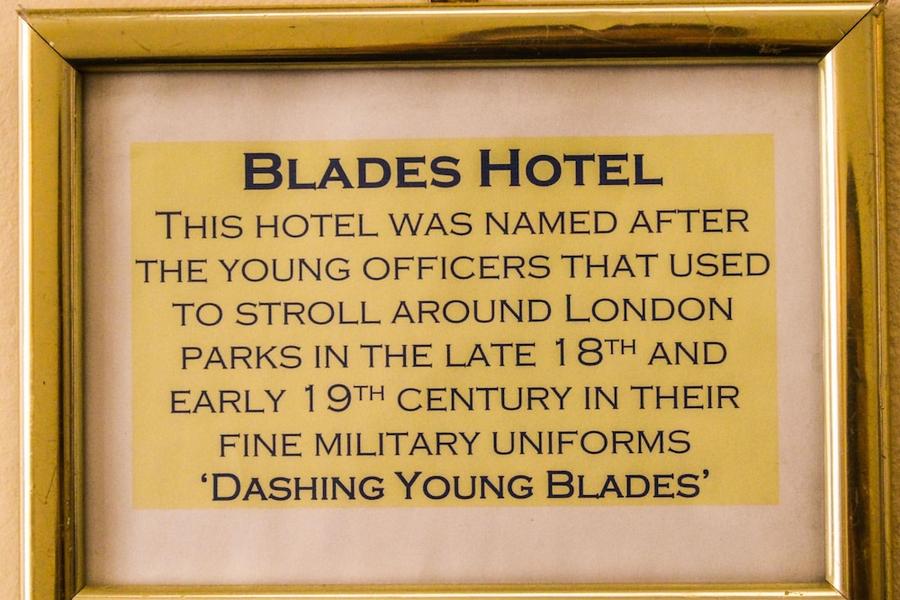 Blades Hotel
This hotel was named after
the young officers that used
to stroll around London
parks in the late 18th and
early 19th century in their
fine military uniforms
‘Dashing Young Blades’